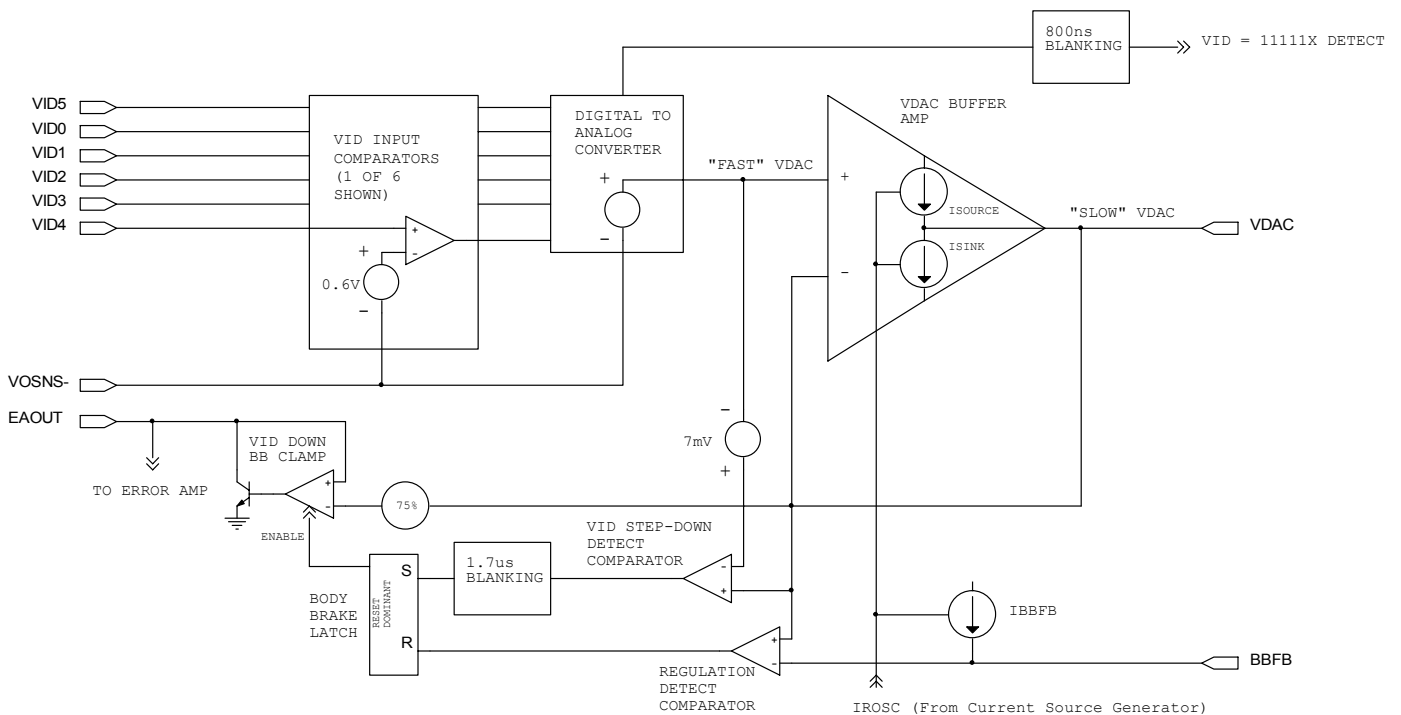 800ns
BLANKING
VID = 11111X DETECT
VID5
VID0
VID1
VID2
VID3
VID4
VID INPUT
COMPARATORS
(1 OF 6
SHOWN)
+
-
+
0.6V
-
DIGITAL TO
ANALOG
CONVERTER
+
-
"FAST" VDAC
VDAC BUFFER
AMP
+
-
ISOURCE
ISINK
"SLOW" VDAC
VDAC
VOSNS-
EAOUT
TO ERROR AMP
VID DOWN
BB CLAMP
+
-
ENABLE
75%
-
7mV
+
VID STEP-DOWN
DETECT
COMPARATOR
-
+
1.7us
BLANKING
BODY
BRAKE
LATCH
RESET
DOMINANT
S
R
REGULATION
DETECT
COMPARATOR
+
-
IBBFB
BBFB
IROSC (From Current Source Generator)